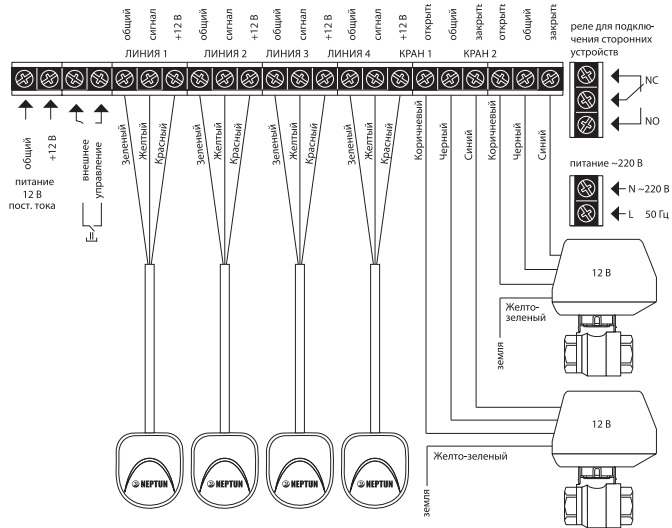 общий
сигнал
+12 В
общий
сигнал
+12 В
общий
сигнал
+12 В
общий
сигнал
+12 В
открыть
общий
закрыть
открыть
общий
закрыть
ЛИНИЯ 1
ЛИНИЯ 2
ЛИНИЯ 3
ЛИНИЯ 4
КРАН 1
КРАН 2
реле для подклю-
чения сторонних
устройств
NC
NO
общий
+12 В
питание
12 В
пост. тока
внешнее
управление
Зеленый
Желтый
Красный
Зеленый
Желтый
Красный
Зеленый
Желтый
Красный
Зеленый
Желтый
Красный
Коричневый
Черный
Синий
Коричневый
Черный
Синий
питание ~220 В
N ~220 В
L 50 Гц
12 В
Желто-
зеленый
земля
12 В
Желто-зеленый
земля
NEPTUN
NEPTUN
NEPTUN
NEPTUN